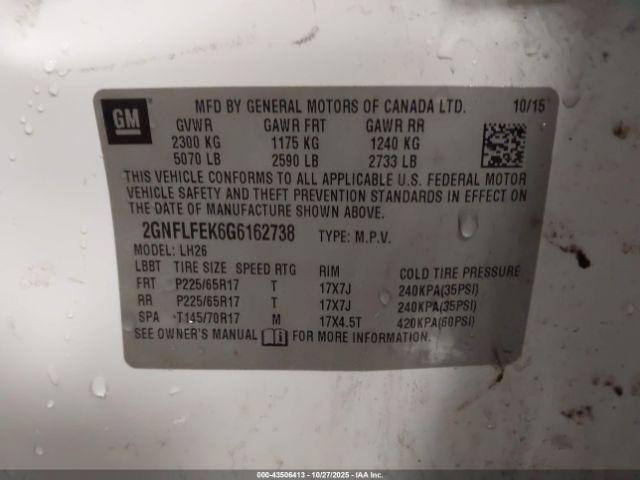 GM
MFD BY GENERAL MOTORS OF CANADA LTD. 10/15
GVWR GAWR FRT GAWR RR
2300 KG 1175 KG 1240 KG
5070 LB 2590 LB 2733 LB
THIS VEHICLE CONFORMS TO ALL APPLICABLE U.S. FEDERAL MOTOR
VEHICLE SAFETY AND THEFT PREVENTION STANDARDS IN EFFECT ON
THE DATE OF MANUFACTURE SHOWN ABOVE.
2GNFLFEK6G6162738 TYPE: M.P.V.
MODEL: LH26
LBBT TIRE SIZE SPEED RTG RIM COLD TIRE PRESSURE
FRT P225/65R17 T 17X7J 240KPA(35PSI)
RR P225/65R17 T 17X7J 240KPA(35PSI)
SPA T145/70R17 M 17X4.5T 420KPA(60PSI)
SEE OWNER'S MANUAL FOR MORE INFORMATION.
000-43506413 - 10/27/2025 - IAAI.COM